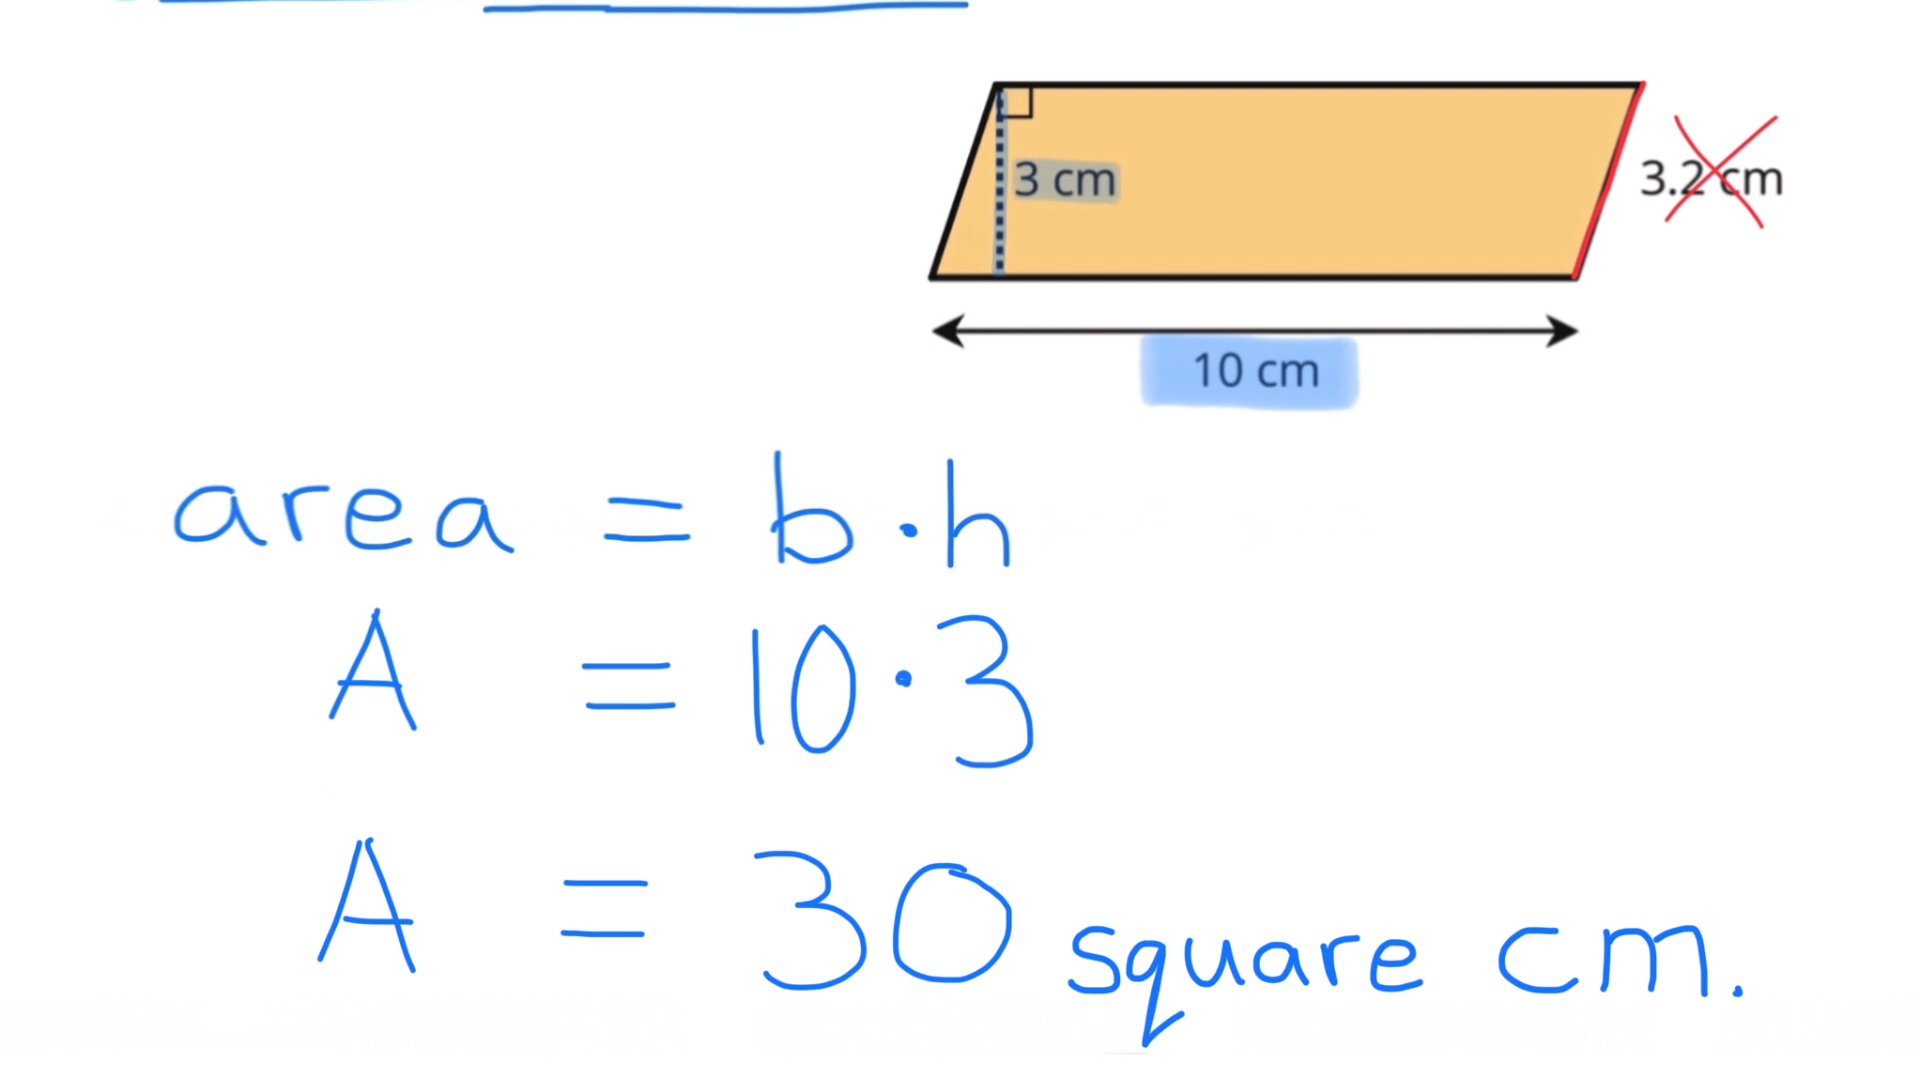 3 cm
3.2 cm
10 cm
area = b·h
A = 10·3
A = 30 square cm.